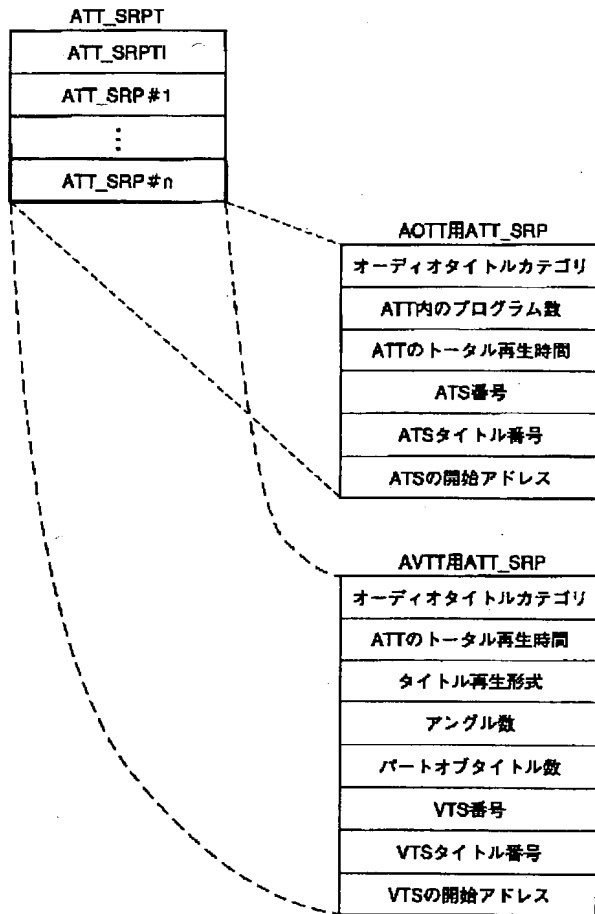 ATT_SRPT
ATT_SRPTI
ATT_SRP#1
⋮
ATT_SRP#n
AOTT用ATT_SRP
オーディオタイトルカテゴリ
ATT内のプログラム数
ATTのトータル再生時間
ATS番号
ATSタイトル番号
ATSの開始アドレス
AVTT用ATT_SRP
オーディオタイトルカテゴリ
ATTのトータル再生時間
タイトル再生形式
アングル数
パートオブタイトル数
VTS番号
VTSタイトル番号
VTSの開始アドレス